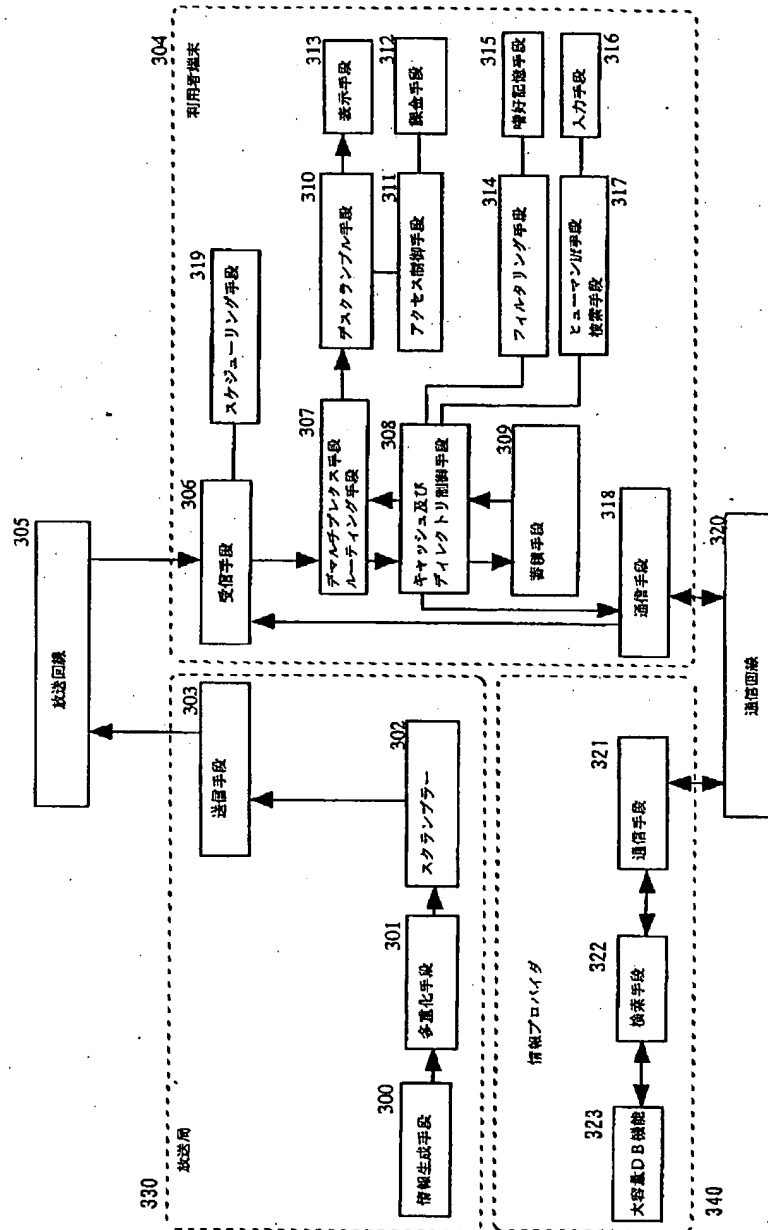 305
放送回線
304
利用者端末
319
スケジューリング手段
306
受信手段
307
デマルチプレクス手段
ルーティング手段
308
キャッシュ及び
ディレクトリ制御手段
309
蓄積手段
310
デスクランブル手段
311
アクセス制御手段
313
表示手段
312
課金手段
314
フィルタリング手段
315
嗜好記憶手段
316
入力手段
317
ヒューマンI/f手段
検索手段
318
通信手段
320
通信回線
330
放送局
300
情報生成手段
301
多重化手段
302
スクランブラー
303
送信手段
340
情報プロバイダ
323
大容量DB機能
322
検索手段
321
通信手段